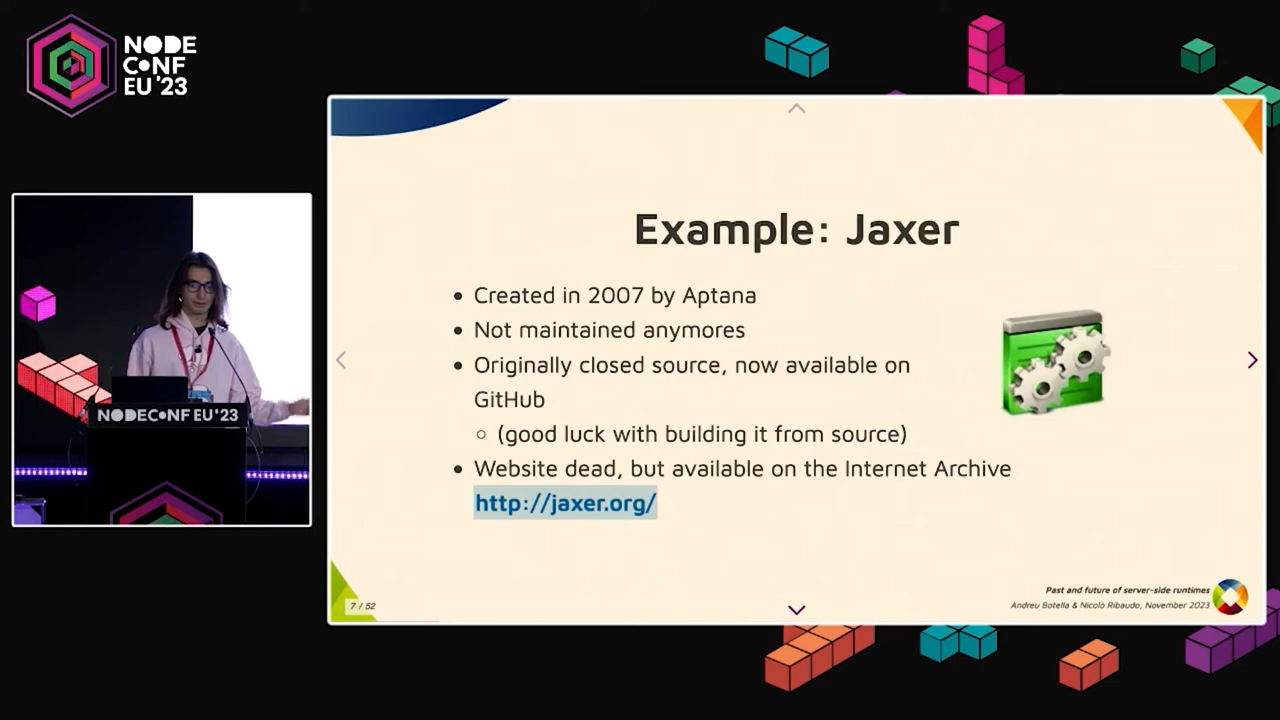 NODE
CONF
EU '23
Example: Jaxer
Created in 2007 by Aptana
Not maintained anymores
Originally closed source, now available on
GitHub
(good luck with building it from source)
Website dead, but available on the Internet Archive
http://jaxer.org/
NODECONF EU'23
7 / 52
Past and future of server-side runtimes
Andreu Botella & Nicolò Ribaudo, November 2023